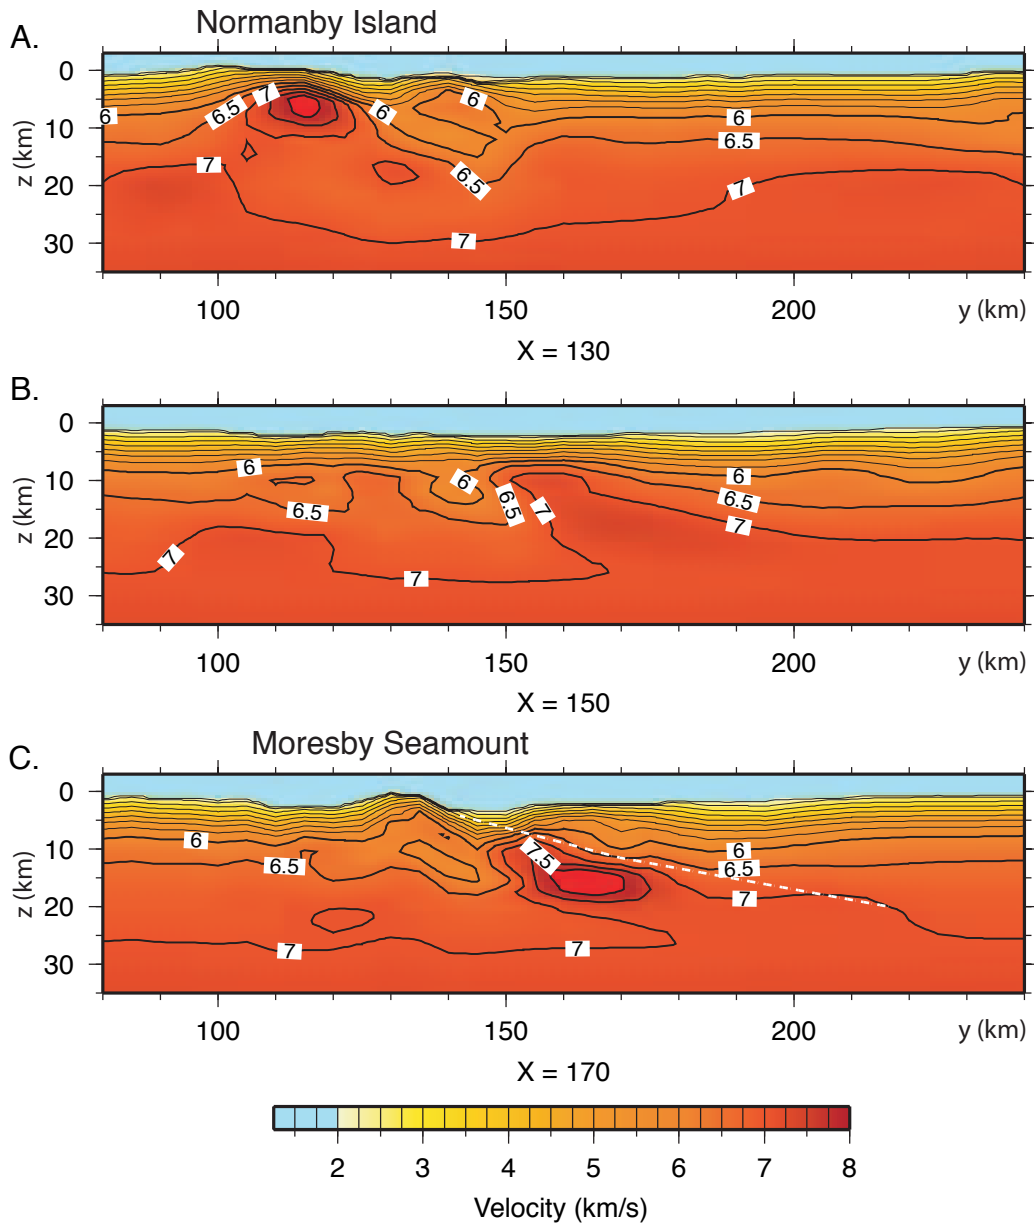 Normanby Island
A.
0
10
20
30
z (km)
6 6.5 7 6 6 6 6.5
7 6.5 7
7
100 150 200 y (km)
X = 130
B.
0
10
20
30
z (km)
6 6 6
6.5 6.5 7 6.5
7 7 7
100 150 200 y (km)
X = 150
Moresby Seamount
C.
0
10
20
30
z (km)
6 7.5 6
6.5 6.5
7
7 7
100 150 200 y (km)
X = 170
2 3 4 5 6 7 8
Velocity (km/s)